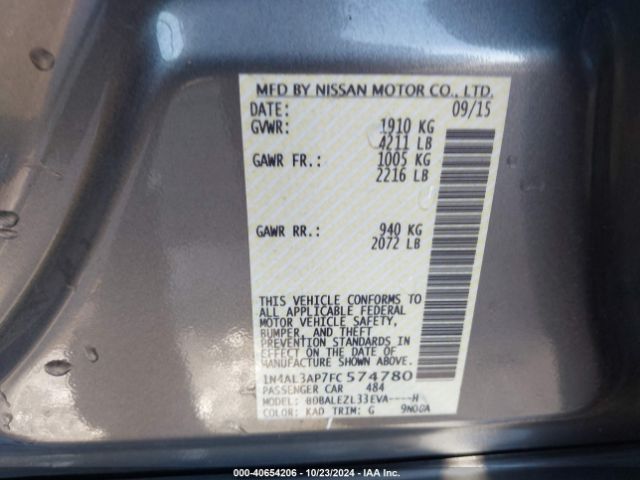 MFD BY NISSAN MOTOR CO., LTD.
DATE: 09/15
GVWR: 1910 KG
4211 LB
GAWR FR.: 1005 KG
2216 LB
GAWR RR.: 940 KG
2072 LB
THIS VEHICLE CONFORMS TO
ALL APPLICABLE FEDERAL
MOTOR VEHICLE SAFETY,
BUMPER, AND THEFT
PREVENTION STANDARDS IN
EFFECT ON THE DATE OF
MANUFACTURE SHOWN ABOVE.
1N4AL3AP7FC574780
PASSENGER CAR 484
MODEL: BDBALEZL33EVA----H
COLOR: KAD TRIM: G
000-40654206 - 10/23/2024 - IAA Inc.